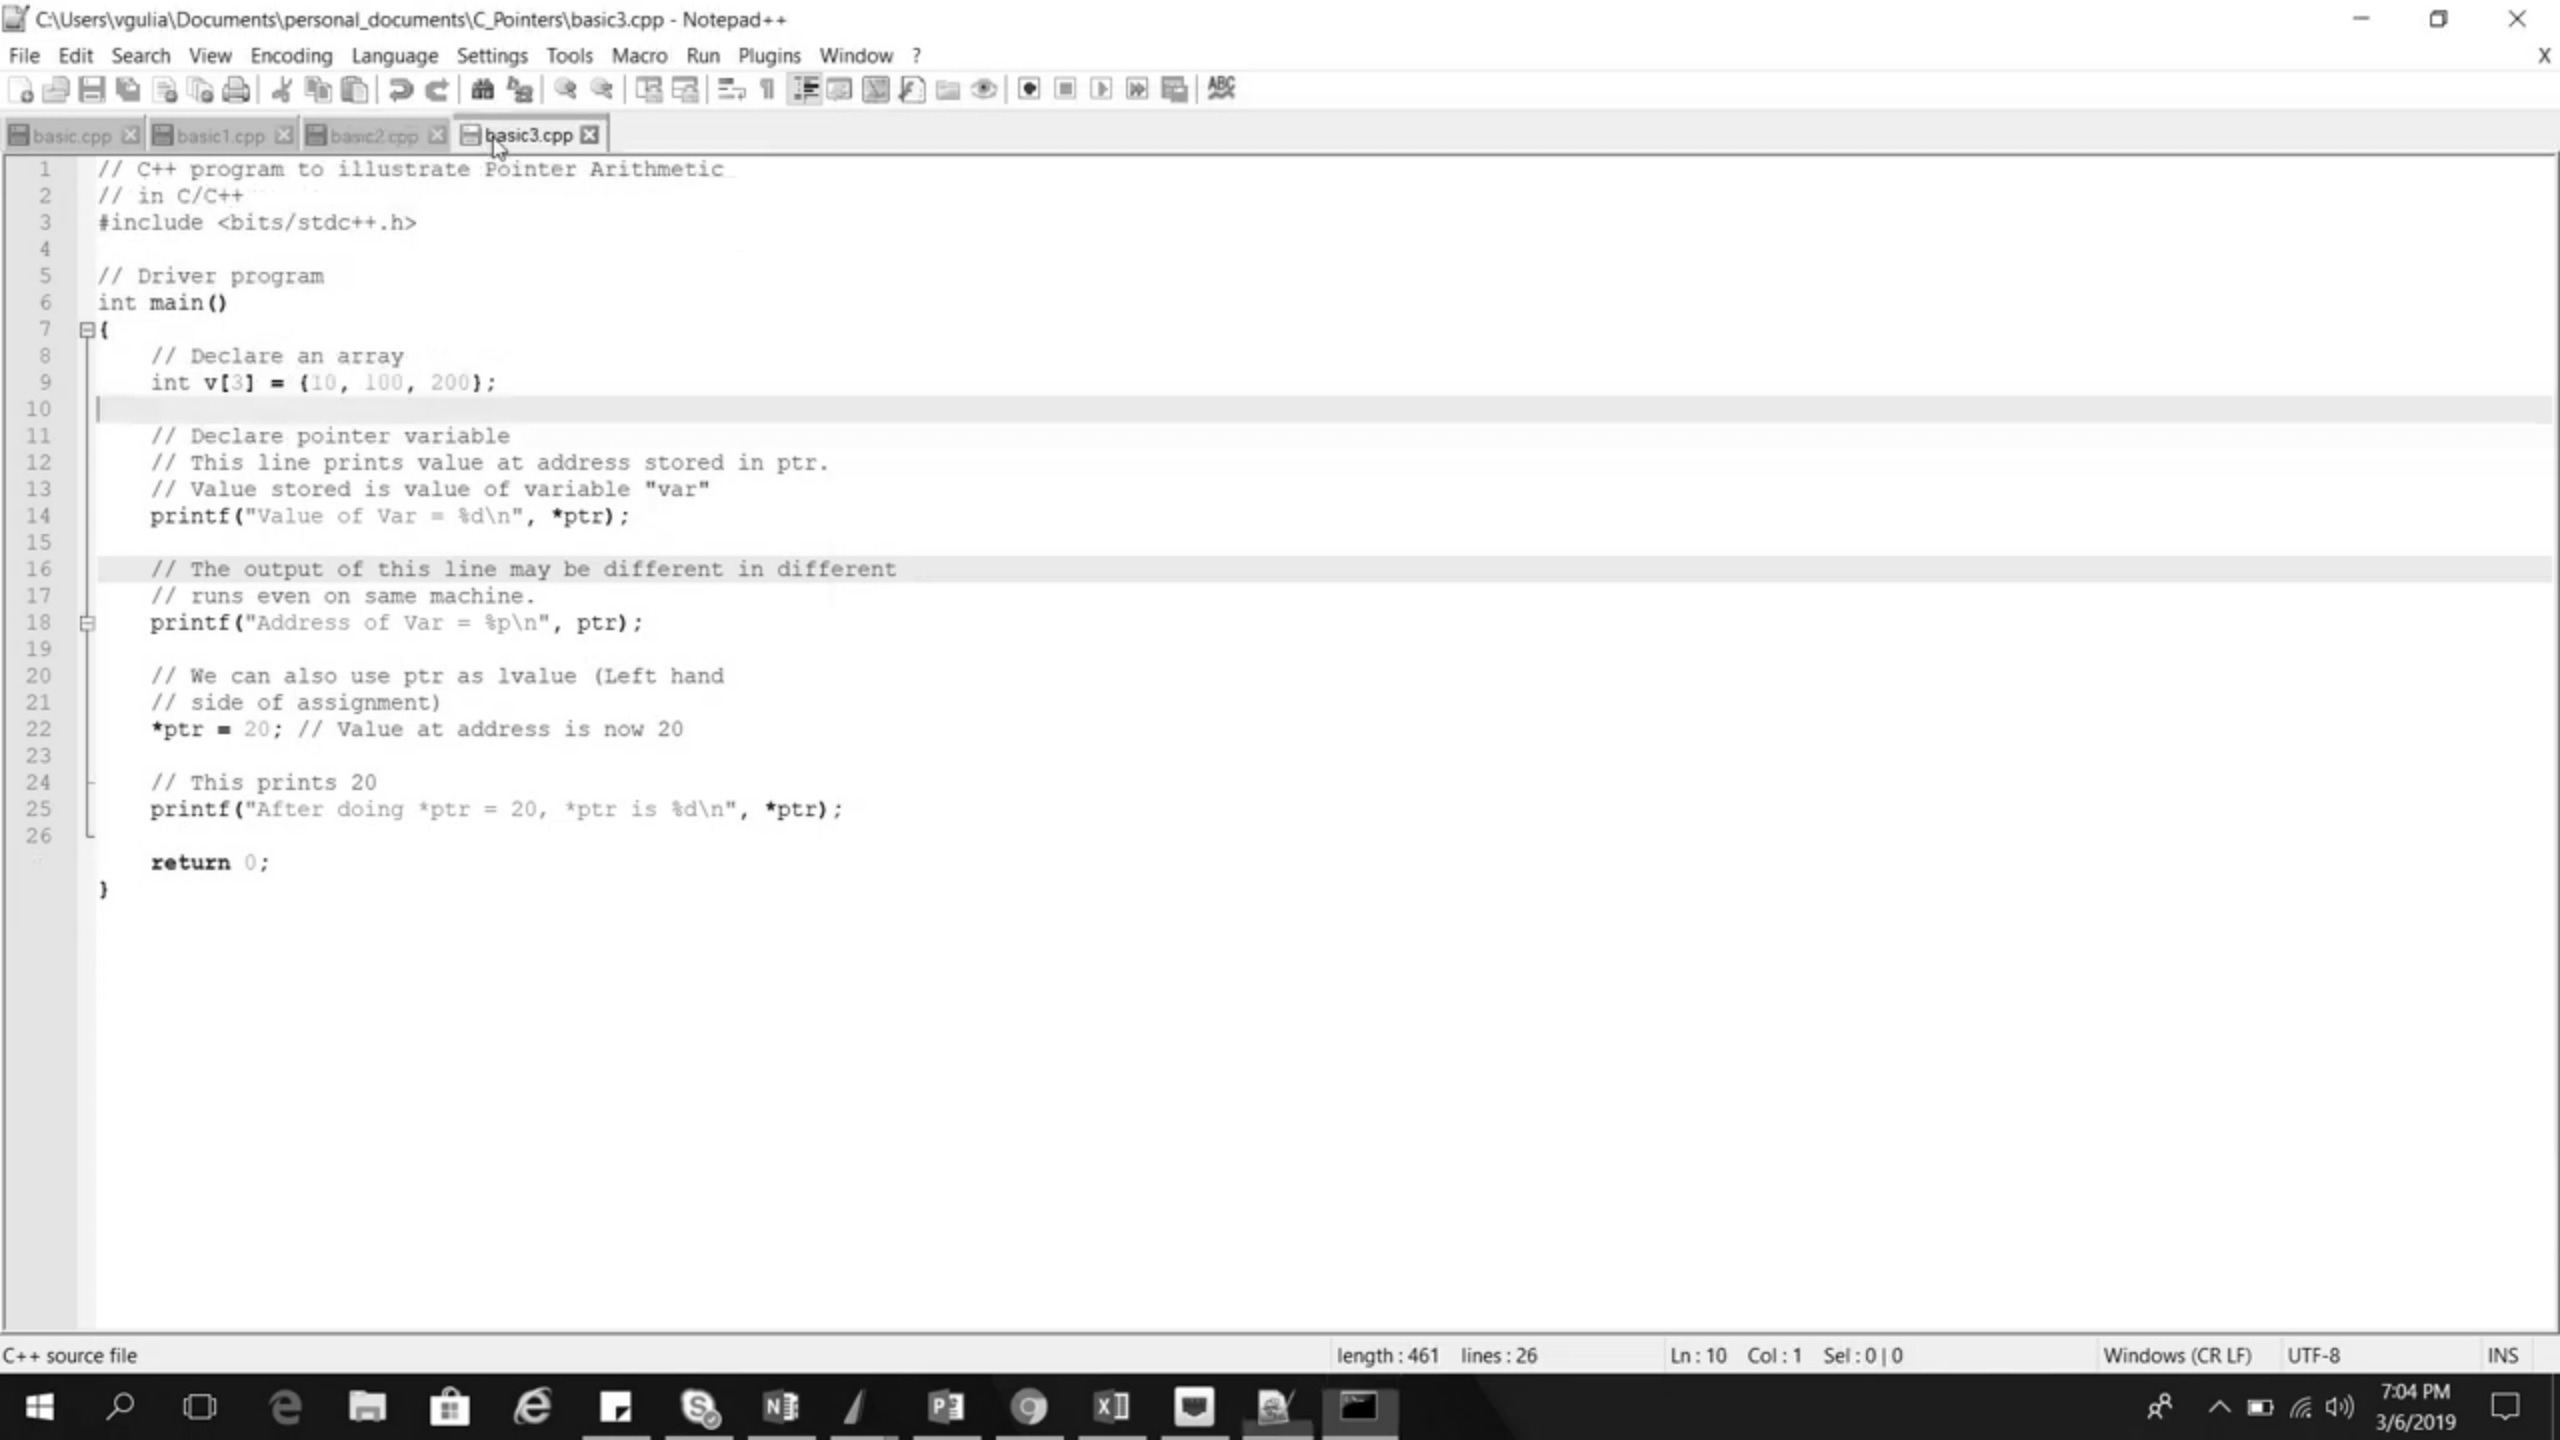 C:\Users\vgulia\Documents\personal_documents\C_Pointers\basic3.cpp - Notepad++
File Edit Search View Encoding Language Settings Tools Macro Run Plugins Window ? X
ABC
basic.cpp basic1.cpp basic2.cpp basic3.cpp
1 // C++ program to illustrate Pointer Arithmetic
2 // in C/C++
3 #include <bits/stdc++.h>
4
5 // Driver program
6 int main()
7 {
8 // Declare an array
9 int v[3] = {10, 100, 200};
10
11 // Declare pointer variable
12 // This line prints value at address stored in ptr.
13 // Value stored is value of variable "var"
14 printf("Value of Var = %d\n", *ptr);
15
16 // The output of this line may be different in different
17 // runs even on same machine.
18 printf("Address of Var = %p\n", ptr);
19
20 // We can also use ptr as lvalue (Left hand
21 // side of assignment)
22 *ptr = 20; // Value at address is now 20
23
24 // This prints 20
25 printf("After doing *ptr = 20, *ptr is %d\n", *ptr);
26
return 0;
}
C++ source file length : 461 lines : 26 Ln : 10 Col : 1 Sel : 0 | 0 Windows (CR LF) UTF-8 INS
7:04 PM
3/6/2019